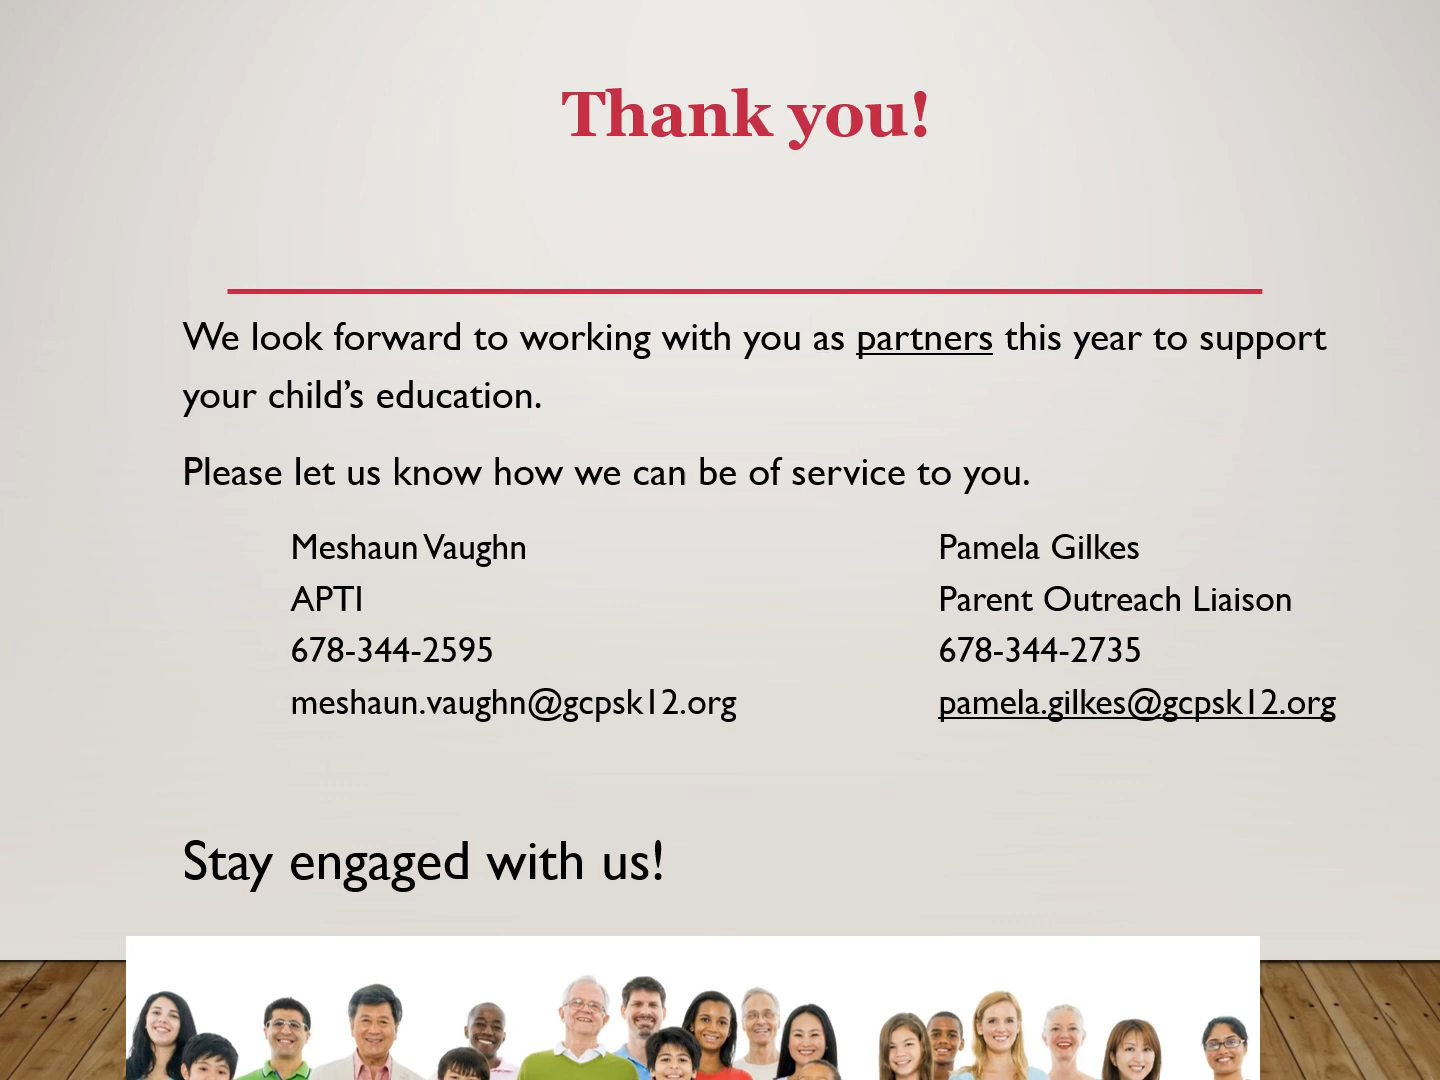 Thank you!
We look forward to working with you as partners this year to support
your child’s education.
Please let us know how we can be of service to you.
Meshaun Vaughn
APTI
678-344-2595
meshaun.vaughn@gcpsk12.org
Pamela Gilkes
Parent Outreach Liaison
678-344-2735
pamela.gilkes@gcpsk12.org
Stay engaged with us!